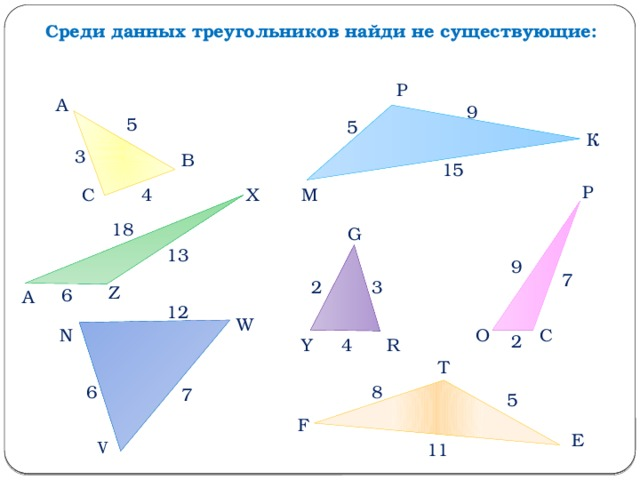 Среди данных треугольников найди не существующие:
P
A
9
5
5
К
3
B
15
C
4
X
M
P
18
G
13
9
7
A
6
Z
2
3
12
W
N
O
2
C
Y
4
R
T
6
7
8
5
F
E
V
11